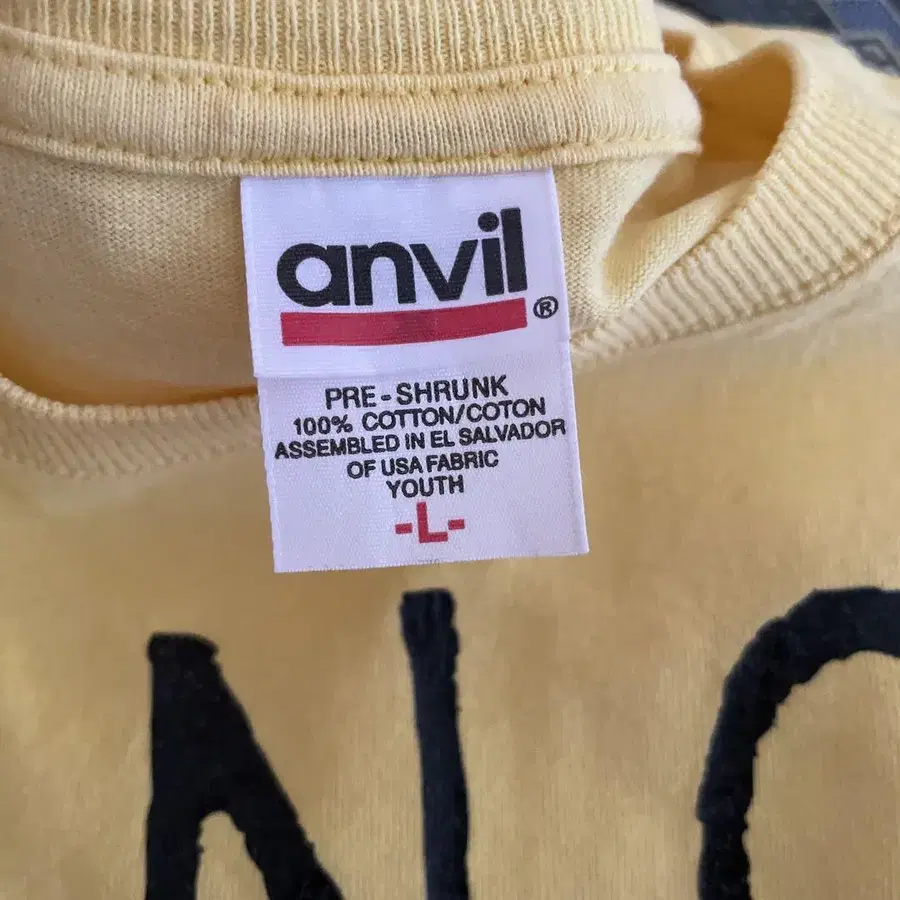 anvil®
PRE-SHRUNK
100% COTTON/COTON
ASSEMBLED IN EL SALVADOR
OF USA FABRIC
YOUTH
-L-